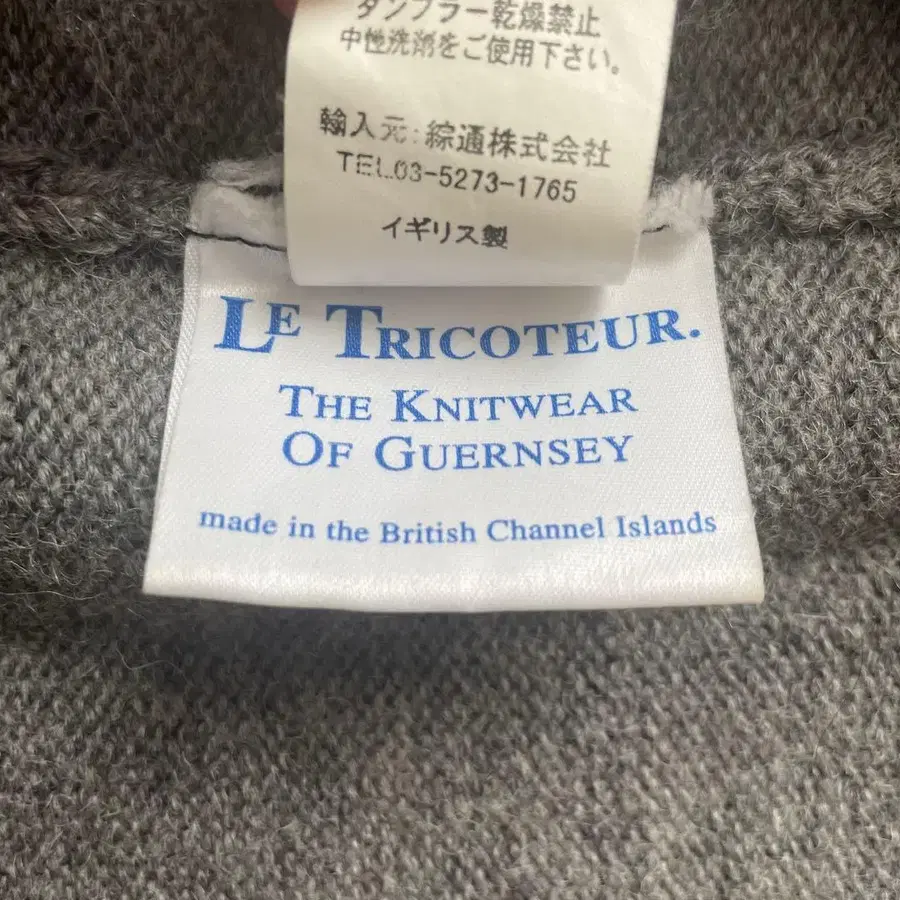 タンブラー乾燥禁止
中性洗剤をご使用下さい。
輸入元:綜通株式会社
TEL03-5273-1765
イギリス製
LE TRICOTEUR.
THE KNITWEAR
OF GUERNSEY
made in the British Channel Islands